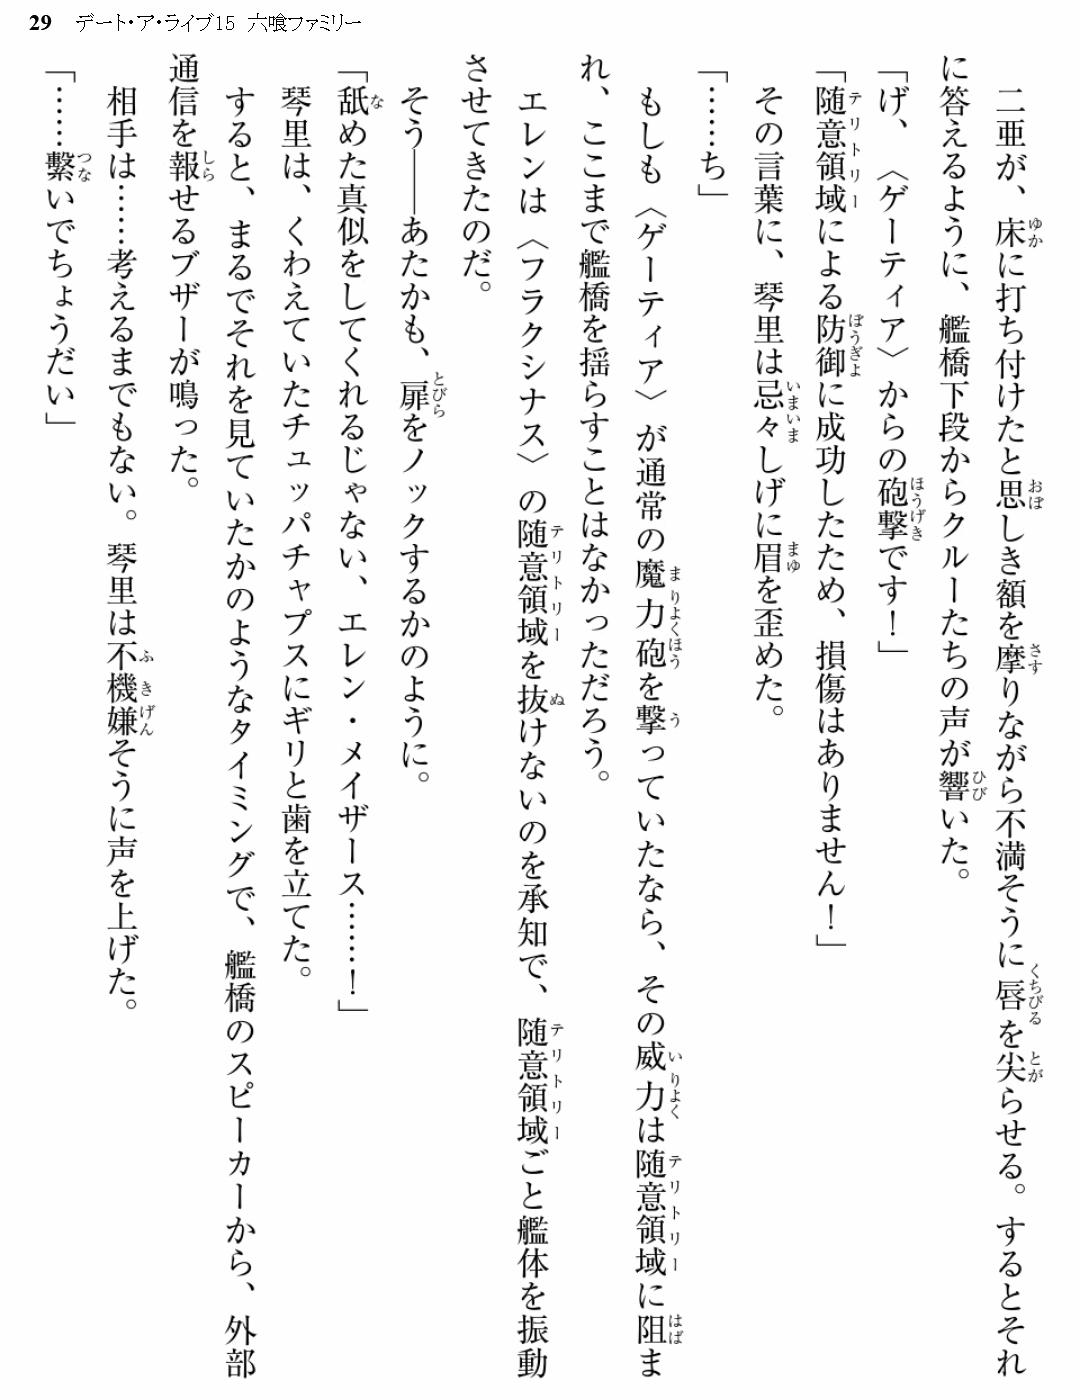 29 デート・ア・ライブ15 六喰ファミリー
二亜が、床に打ち付けたと思しき額を摩りながら不満そうに唇を尖らせる。するとそれ
に答えるように、艦橋下段からクルーたちの声が響いた。
「げ、〈ゲーティア〉からの砲撃です！」
「随意領域による防御に成功したため、損傷はありません！」
その言葉に、琴里は忌々しげに眉を歪めた。
「……ち」
もしも〈ゲーティア〉が通常の魔力砲を撃っていたなら、その威力は随意領域に阻ま
れ、ここまで艦橋を揺らすことはなかっただろう。
エレンは〈フラクシナス〉の随意領域を抜けないのを承知で、随意領域ごと艦体を振動
させてきたのだ。
そう――あたかも、扉をノックするかのように。
「舐めた真似をしてくれるじゃない、エレン・メイザース……！」
琴里は、くわえていたチュッパチャプスにギリと歯を立てた。
すると、まるでそれを見ていたかのようなタイミングで、艦橋のスピーカーから、外部
通信を報せるブザーが鳴った。
相手は……考えるまでもない。琴里は不機嫌そうに声を上げた。
「……繋いでちょうだい」